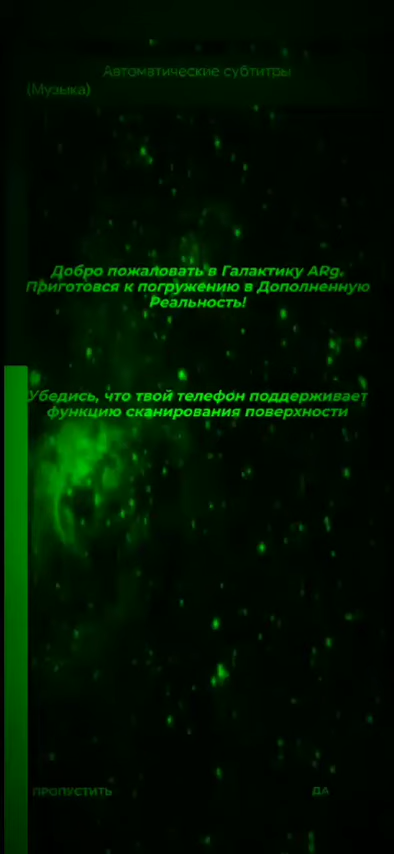 Автоматические субтитры
(Музыка)
Добро пожаловать в Галактику ARg.
Приготовся к погружению в Дополненную
Реальность!
Убедись, что твой телефон поддерживает
функцию сканирования поверхности
ПРОПУСТИТЬ
ДА